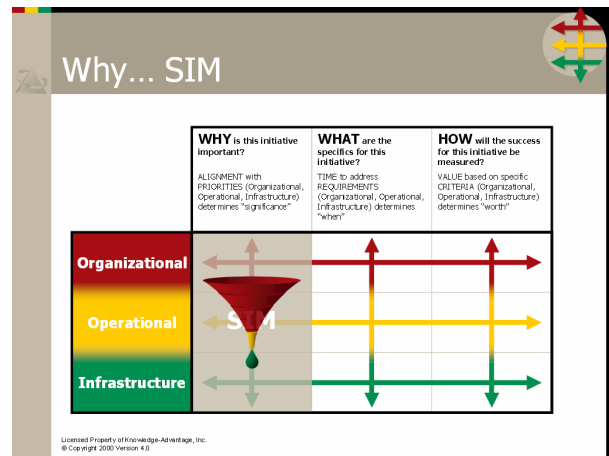 Why... SIM
WHY is this initiative
important?
ALIGNMENT with
PRIORITIES (Organizational,
Operational, Infrastructure)
determines "significance"
WHAT are the
specifics for this
initiative?
TIME to address
REQUIREMENTS
(Organizational, Operational,
Infrastructure) determines
"when"
HOW will the success
for this initiative be
measured?
VALUE based on specific
CRITERIA (Organizational,
Operational, Infrastructure)
determines "worth"
Organizational
Operational
SIM
Infrastructure
Licensed Property of Knowledge-Advantage, Inc.
© Copyright 2000 Version 4.0